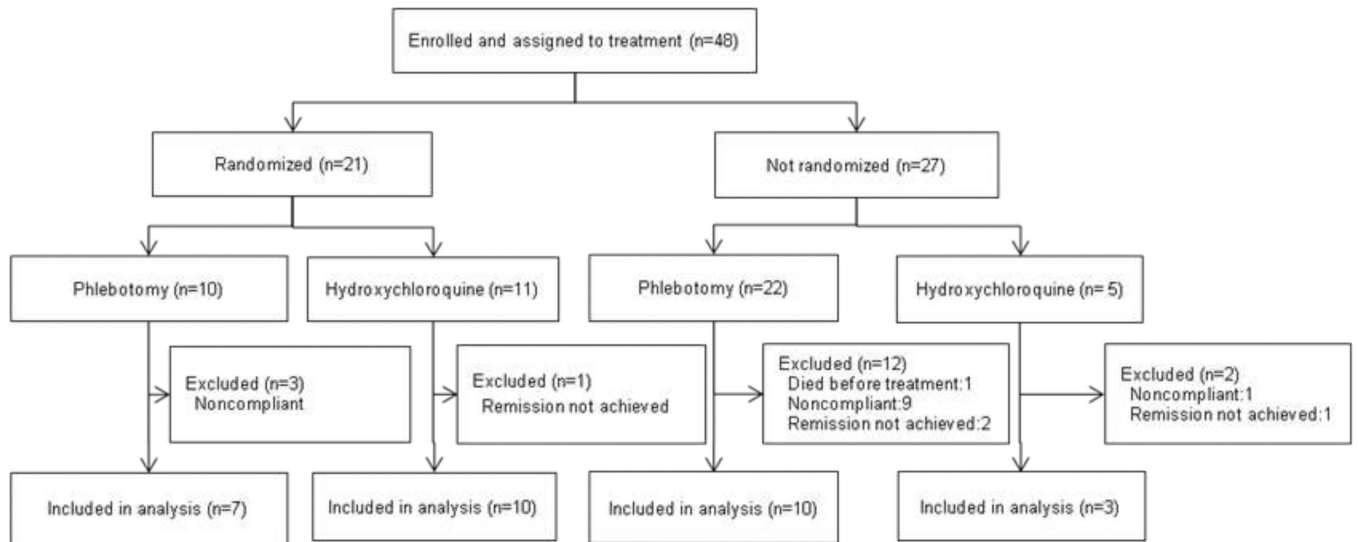 Enrolled and assigned to treatment (n=48)
Randomized (n=21)
Not randomized (n=27)
Phlebotomy (n=10)
Hydroxychloroquine (n=11)
Phlebotomy (n=22)
Hydroxychloroquine (n= 5)
Excluded (n=3)
Noncompliant
Excluded (n=1)
Remission not achieved
Excluded (n=12)
Died before treatment:1
Noncompliant:9
Remission not achieved:2
Excluded (n=2)
Noncompliant:1
Remission not achieved:1
Included in analysis (n=7)
Included in analysis (n=10)
Included in analysis (n=10)
Included in analysis (n=3)